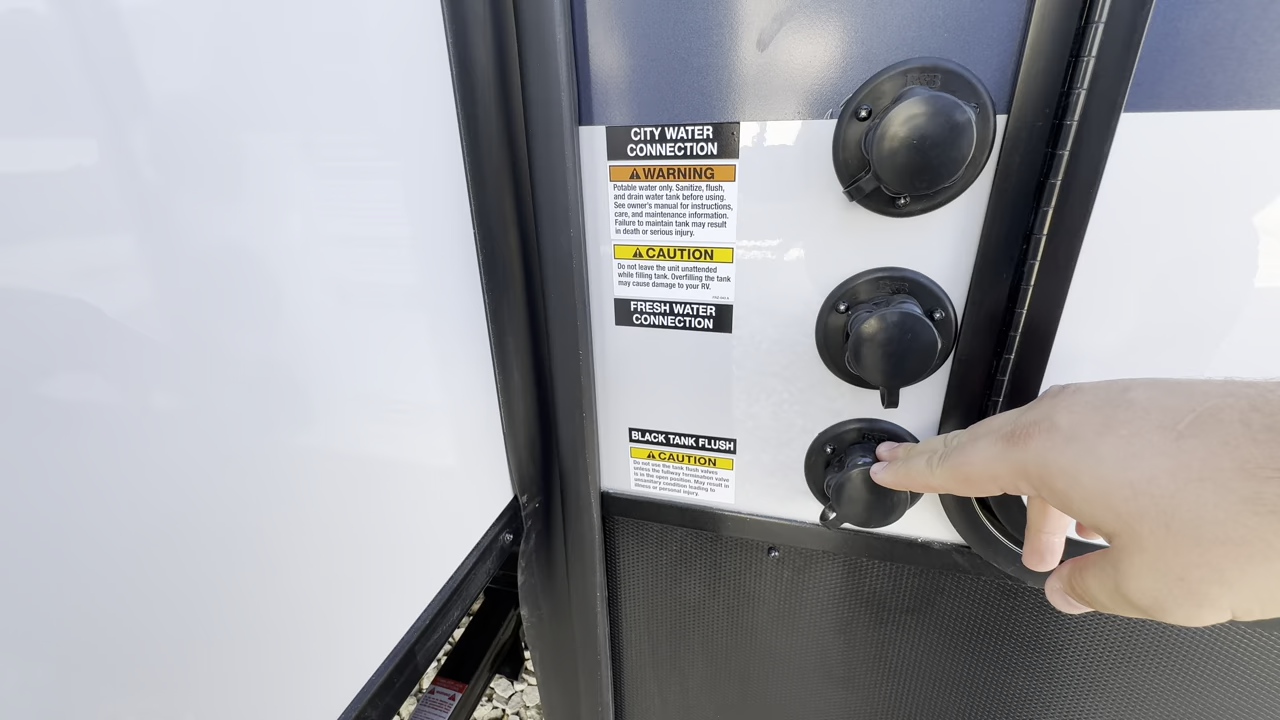 CITY WATER
CONNECTION
WARNING
Potable water only. Sanitize, flush,
and drain water tank before using.
See owner's manual for instructions,
care, and maintenance information.
Failure to maintain tank may result
in death or serious injury.
CAUTION
Do not leave the unit unattended
while filling tank. Overfilling the tank
may cause damage to your RV.
FRESH WATER
CONNECTION
BLACK TANK FLUSH
CAUTION
Do not use the tank flush valves
unless the fullway termination valve
is in the open position. May result in
unsanitary condition leading to
illness or personal injury.